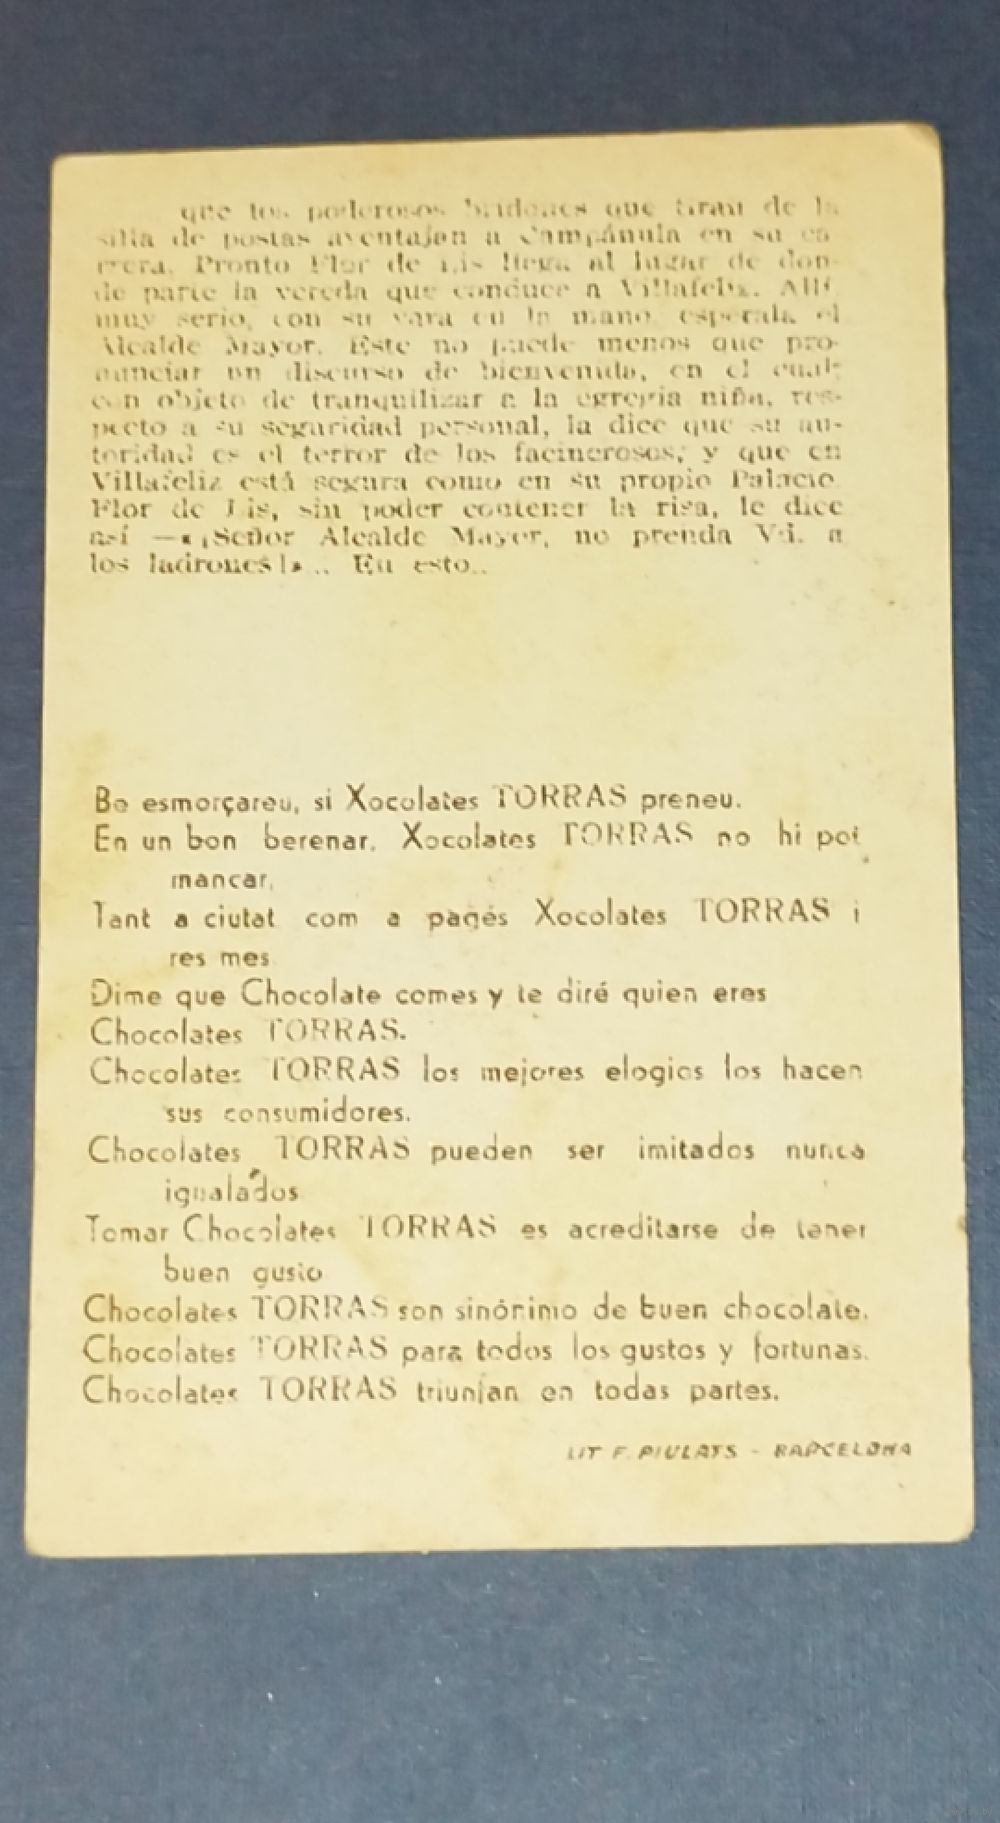 que los poderosos bridones que tiran de la
silla de postas aventajan a Campánula en su ca-
rrera. Pronto Flor de Lis llega al lugar de don-
de parte la vereda que conduce a Villafeliz. Allí,
muy serio, con su vara en la mano, espérala el
Alcalde Mayor. Este no puede menos que pro-
nunciar un discurso de bienvenida, en el cual;
con objeto de tranquilizar a la egregia niña, res-
pecto a su seguridad personal, la dice que su au-
toridad es el terror de los facinerosos; y que en
Villafeliz está segura como en su propio Palacio.
Flor de Lis, sin poder contener la risa, le dice
así —«¡Señor Alcalde Mayor, no prenda Vd. a
los ladrones!».. En esto..
Be esmorçareu, si Xocolates TORRAS preneu.
En un bon berenar, Xocolates TORRAS no hi pot
mancar.
Tant a ciutat com a pagés Xocolates TORRAS i
res mes
Dime que Chocolate comes y te diré quien eres
Chocolates TORRAS.
Chocolates TORRAS los mejores elogios los hacen
sus consumidores.
Chocolates TORRAS pueden ser imitados nunca
igualados
Tomar Chocolates TORRAS es acreditarse de tener
buen gusto
Chocolates TORRAS son sinónimo de buen chocolate.
Chocolates TORRAS para todos los gustos y fortunas.
Chocolates TORRAS triunfan en todas partes.
LIT F. PIULATS - BARCELONA